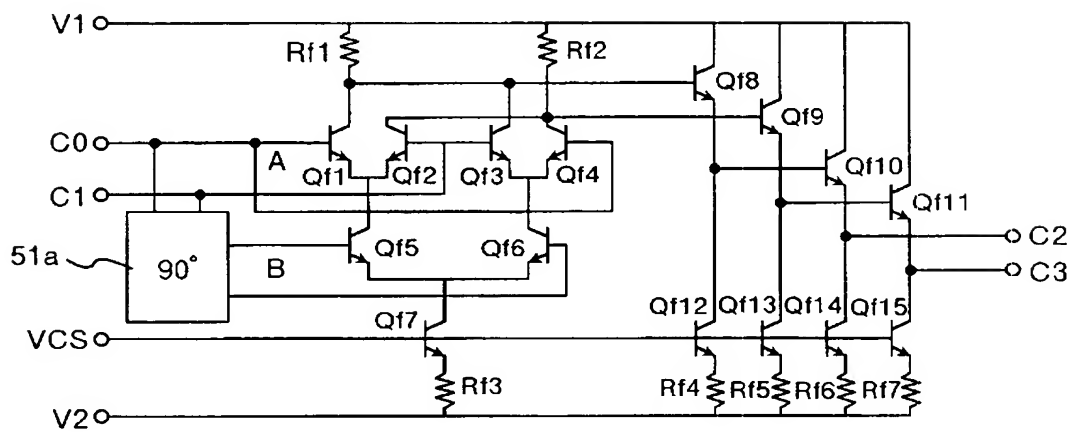 V1
Rf1
Rf2
Qf8
Qf9
C0
A
Qf1
Qf2
Qf3
Qf4
Qf10
C1
Qf11
51a
90°
B
Qf5
Qf6
C2
C3
Qf7
Qf12
Qf13
Qf14
Qf15
VCS
Rf3
Rf4
Rf5
Rf6
Rf7
V2